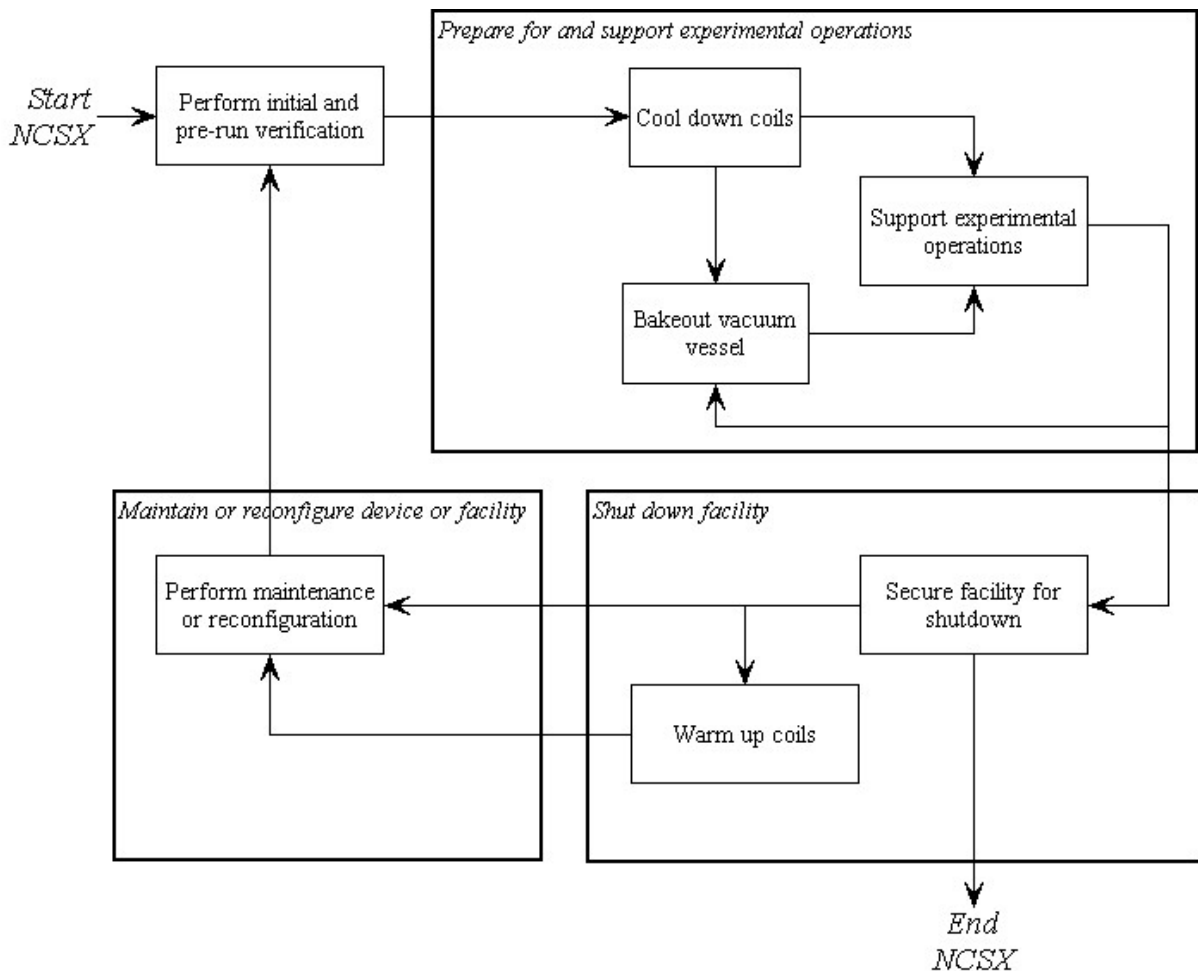 Prepare for and support experimental operations
Start
NCSX
Perform initial and
pre-run verification
Cool down coils
Support experimental
operations
Bakeout vacuum
vessel
Maintain or reconfigure device or facility
Shut down facility
Perform maintenance
or reconfiguration
Secure facility for
shutdown
Warm up coils
End
NCSX